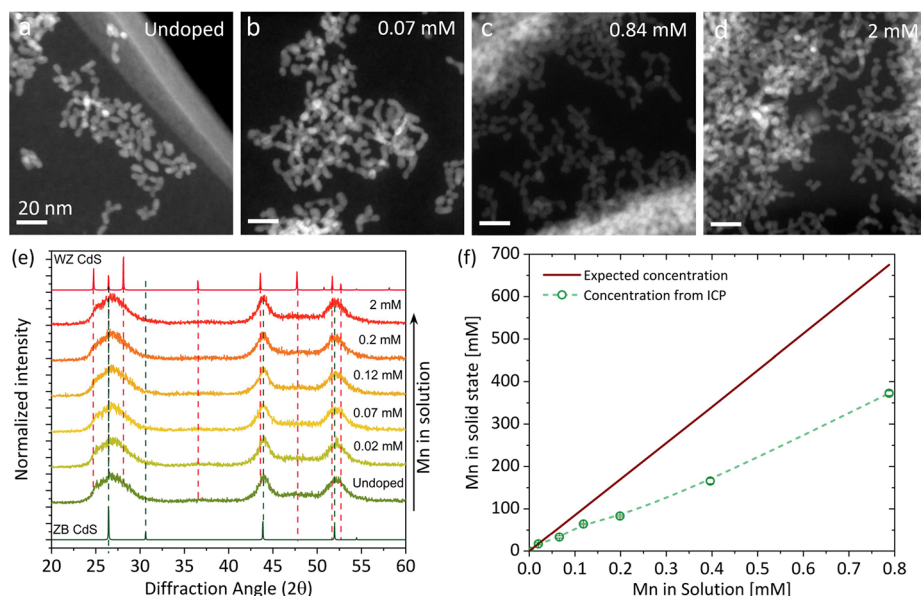 a
Undoped
20 nm
b
0.07 mM
c
0.84 mM
d
2 mM
(e)
WZ CdS
2 mM
0.2 mM
0.12 mM
0.07 mM
0.02 mM
Undoped
ZB CdS
Normalized intensity
Mn in solution
20 25 30 35 40 45 50 55 60
Diffraction Angle (2θ)
(f)
Expected concentration
Concentration from ICP
Mn in solid state [mM]
700
600
500
400
300
200
100
0
0.0 0.1 0.2 0.3 0.4 0.5 0.6 0.7 0.8
Mn in Solution [mM]